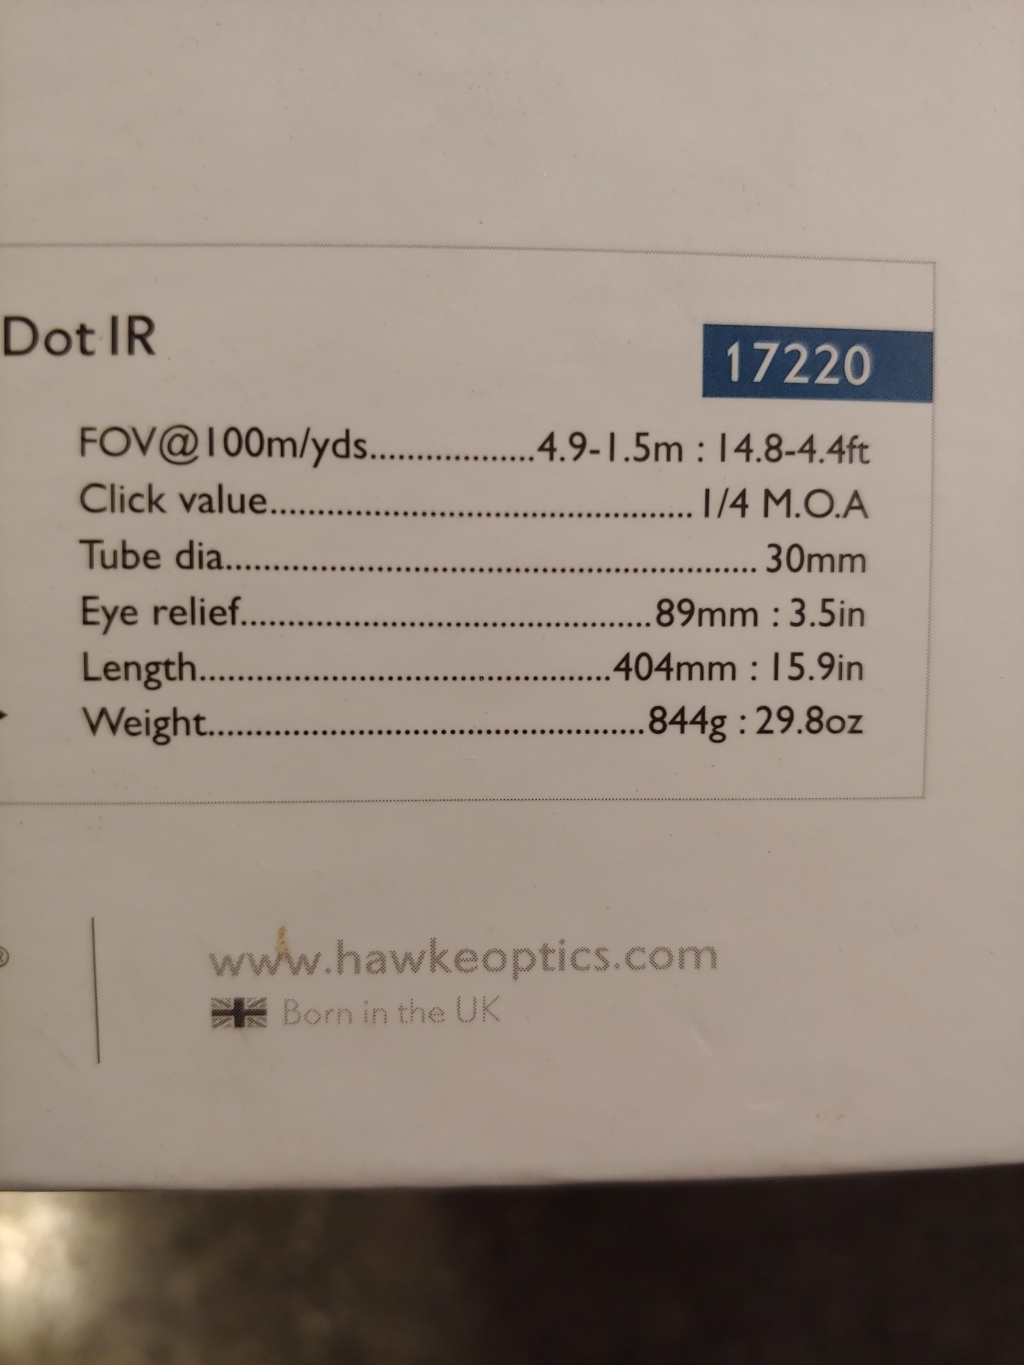 Dot IR
17220
FOV@100m/yds..................4.9-1.5m : 14.8-4.4ft
Click value.............................................1/4 M.O.A
Tube dia......................................................... 30mm
Eye relief............................................89mm : 3.5in
Length............................................404mm : 15.9in
Weight..............................................844g : 29.8oz
®
www.hawkeoptics.com
Born in the UK